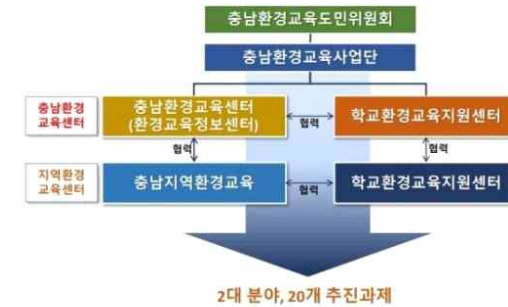 충남환경교육도민위원회
충남환경교육사업단
충남환경
교육센터
충남환경교육센터
(환경교육정보센터)
협력
학교환경교육지원센터
협력
협력
지역환경
교육센터
충남지역환경교육
협력
학교환경교육지원센터
2대 분야, 20개 추진과제